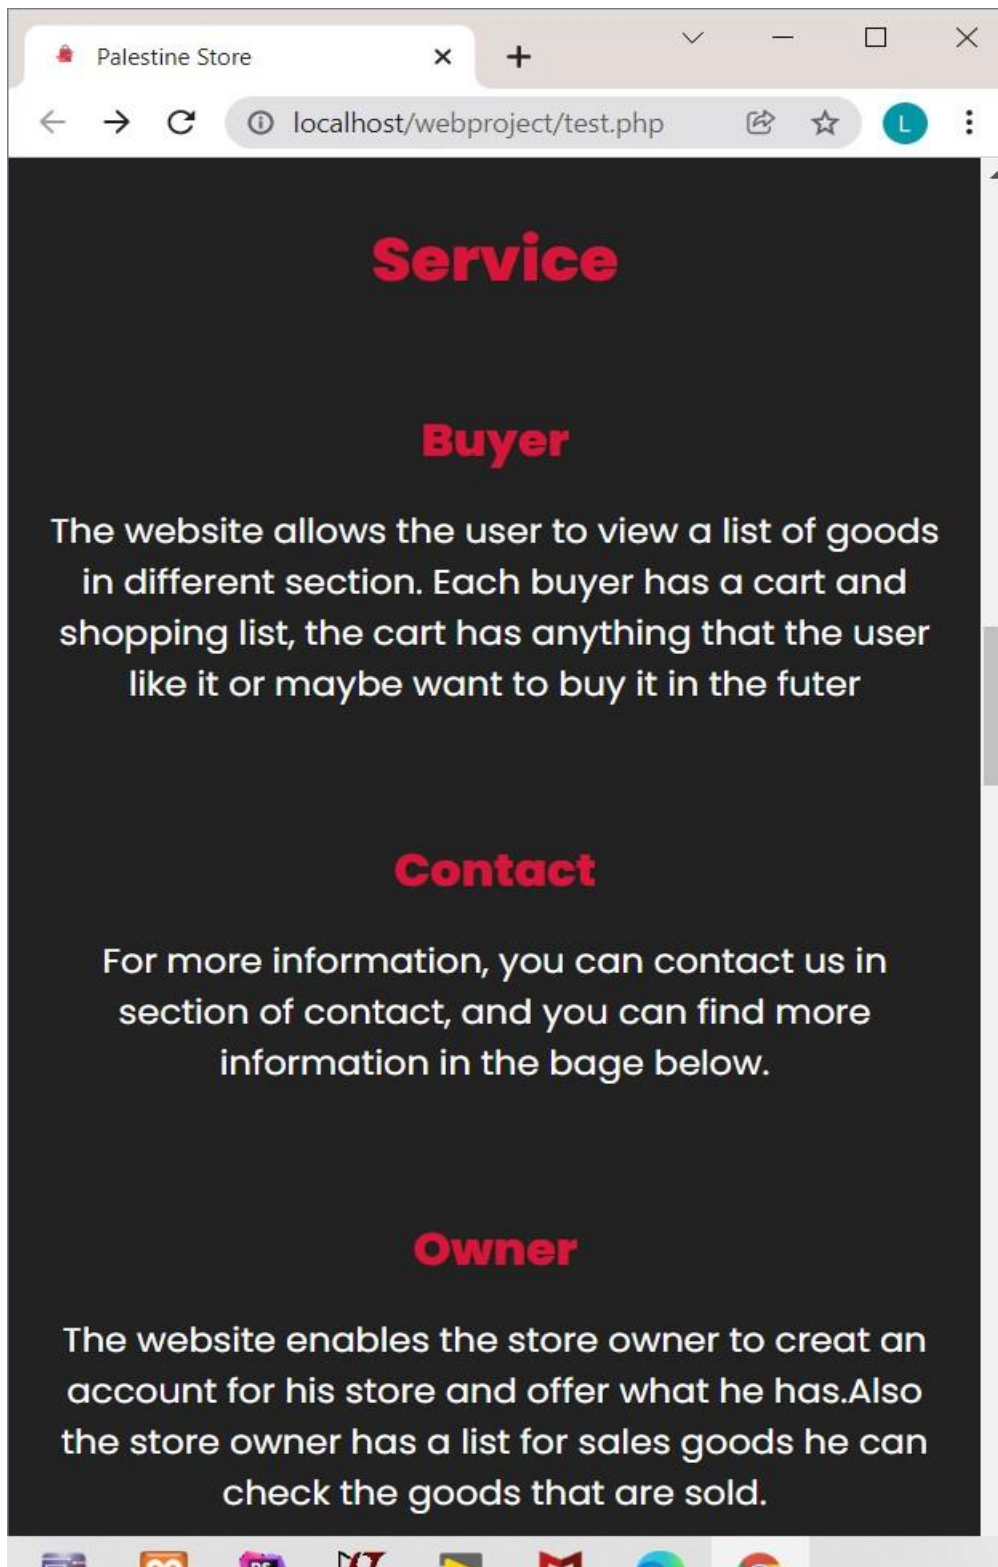 Palestine Store
localhost/webproject/test.php
L
Service
Buyer
The website allows the user to view a list of goods
in different section. Each buyer has a cart and
shopping list, the cart has anything that the user
like it or maybe want to buy it in the futer
Contact
For more information, you can contact us in
section of contact, and you can find more
information in the bage below.
Owner
The website enables the store owner to creat an
account for his store and offer what he has.Also
the store owner has a list for sales goods he can
check the goods that are sold.